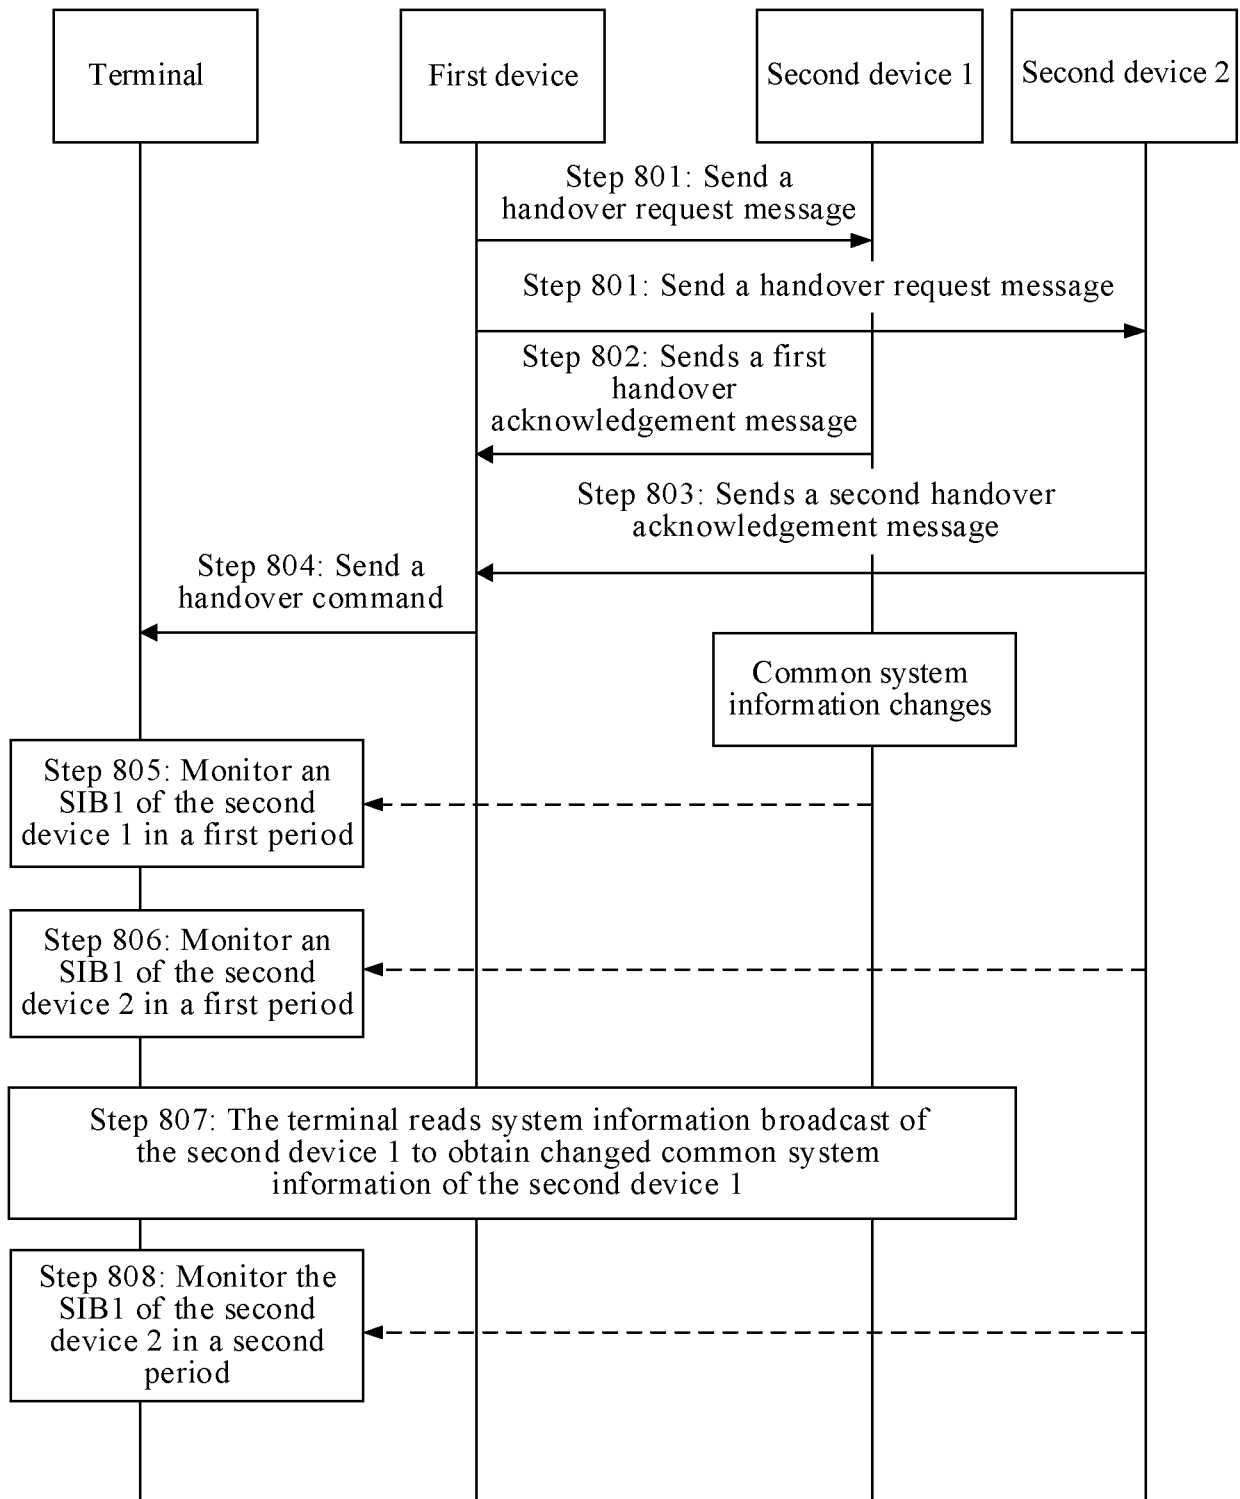 Terminal
First device
Second device 1
Second device 2
Step 801: Send a
handover request message
Step 801: Send a handover request message
Step 802: Sends a first
handover
acknowledgement message
Step 803: Sends a second handover
acknowledgement message
Step 804: Send a
handover command
Common system
information changes
Step 805: Monitor an
SIB1 of the second
device 1 in a first period
Step 806: Monitor an
SIB1 of the second
device 2 in a first period
Step 807: The terminal reads system information broadcast of
the second device 1 to obtain changed common system
information of the second device 1
Step 808: Monitor the
SIB1 of the second
device 2 in a second
period